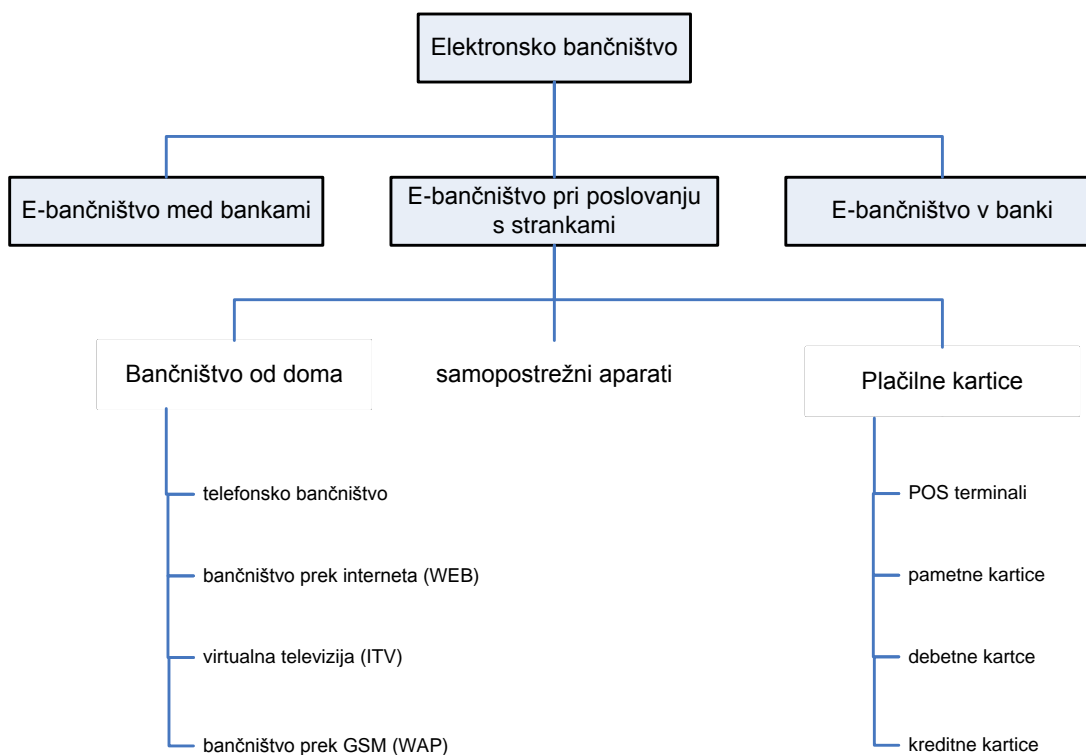 Elektronsko bančništvo
E-bančništvo med bankami
E-bančništvo pri poslovanju
s strankami
E-bančništvo v banki
Bančništvo od doma
samopostrežni aparati
Plačilne kartice
telefonsko bančništvo
bančništvo prek interneta (WEB)
virtualna televizija (ITV)
bančništvo prek GSM (WAP)
POS terminali
pametne kartice
debetne kartce
kreditne kartice